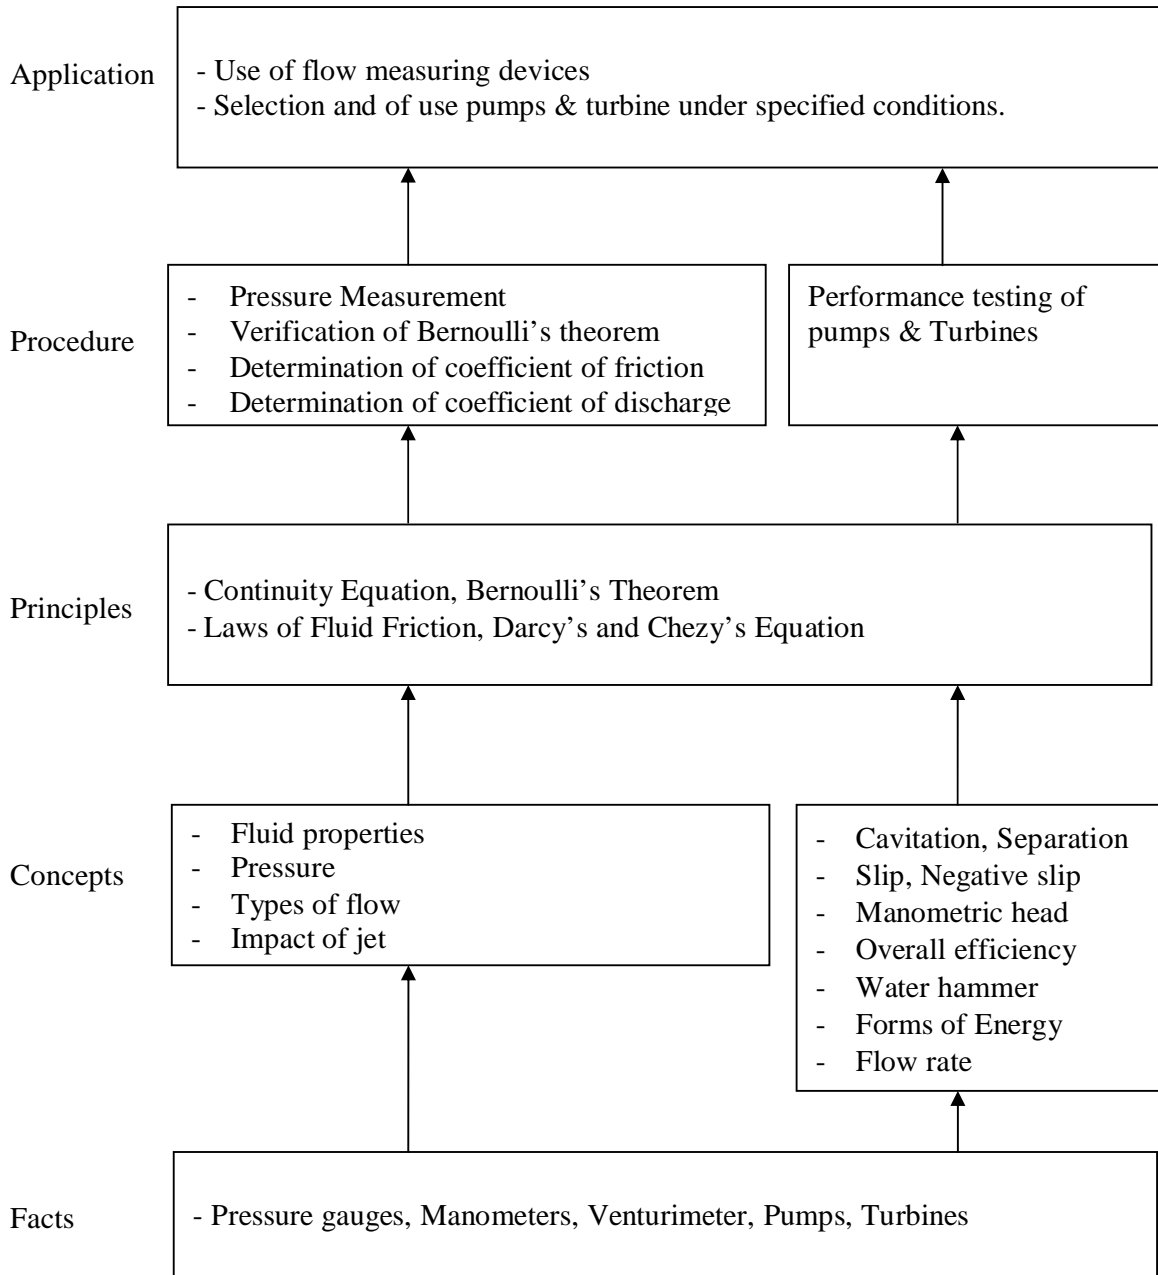 Application
- Use of flow measuring devices
- Selection and of use pumps & turbine under specified conditions.
Procedure
- Pressure Measurement
- Verification of Bernoulli’s theorem
- Determination of coefficient of friction
- Determination of coefficient of discharge
Performance testing of
pumps & Turbines
Principles
- Continuity Equation, Bernoulli’s Theorem
- Laws of Fluid Friction, Darcy’s and Chezy’s Equation
Concepts
- Fluid properties
- Pressure
- Types of flow
- Impact of jet
- Cavitation, Separation
- Slip, Negative slip
- Manometric head
- Overall efficiency
- Water hammer
- Forms of Energy
- Flow rate
Facts
- Pressure gauges, Manometers, Venturimeter, Pumps, Turbines